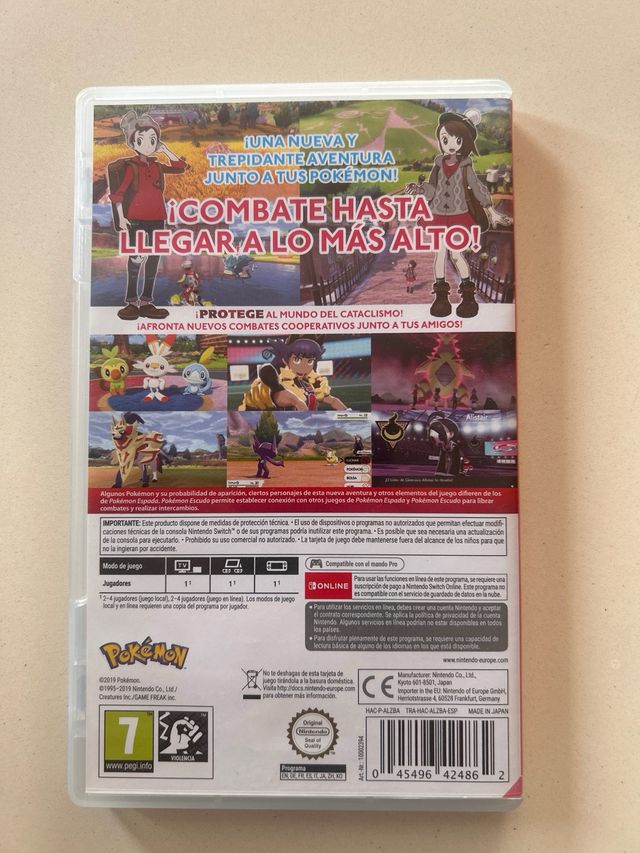 ¡UNA NUEVA Y
TREPIDANTE AVENTURA
JUNTO A TUS POKÉMON!
¡COMBATE HASTA
LLEGAR A LO MÁS ALTO!
¡PROTEGE AL MUNDO DEL CATACLISMO!
¡AFRONTA NUEVOS COMBATES COOPERATIVOS JUNTO A TUS AMIGOS!
Alistair
¡El Líder de Gimnasio Alistair te desafía!
Algunos Pokémon y su probabilidad de aparición, ciertos personajes de esta nueva aventura y otros elementos del juego difieren de los
de Pokémon Espada. Pokémon Escudo permite establecer conexión con otros juegos de Pokémon Espada y Pokémon Escudo para librar
combates y realizar intercambios.
IMPORTANTE: Este producto dispone de medidas de protección técnica. • El uso de dispositivos o programas no autorizados que permitan efectuar modifi-
caciones técnicas de la consola Nintendo Switch™ o de sus programas podría inutilizar este programa. • Es posible que sea necesaria una actualización
de la consola para ejecutarlo. • Prohibido su uso comercial no autorizado. • La tarjeta de juego debe mantenerse fuera del alcance de los niños para que
no la ingieran por accidente.
Modo de juego TV
Jugadores 1¹ 1¹ 1¹
¹ 2–4 jugadores (juego local), 2–4 jugadores (juego en línea). Los modos de juego
local y en línea requieren una copia del programa por jugador.
Compatible con el mando Pro
ONLINE
Para usar las funciones en línea de este programa, se requiere una
suscripción de pago a Nintendo Switch Online. Este programa no
es compatible con el servicio de guardado de datos en la nube.
• Para utilizar los servicios en línea, debes crear una cuenta Nintendo y aceptar
el contrato correspondiente. Se aplica la política de privacidad de la cuenta
Nintendo. Algunos servicios en línea podrían no estar disponibles en todos
los países.
• Para disfrutar plenamente de este programa, se requiere una capacidad de
lectura básica de alguno de los idiomas en los que está disponible.
www.nintendo-europe.com
POKéMON
©2019 Pokémon.
©1995–2019 Nintendo Co., Ltd./
Creatures Inc./GAME FREAK inc.
No te deshagas de esta tarjeta de
juego tirándola a la basura doméstica.
Visita http://docs.nintendo-europe.com
para obtener más información.
CE
Manufacturer: Nintendo Co., Ltd.,
Kyoto 601-8501, Japan
Importer in the EU: Nintendo of Europe GmbH,
Herriotstrasse 4, 60528 Frankfurt, Germany
HAC-P-ALZBA TRA-HAC-ALZBA-ESP MADE IN JAPAN
7
www.pegi.info
VIOLENCIA
Original
Nintendo
Seal of
Quality
Programa
EN, DE, FR, ES, IT, JA, ZH, KO
Art.-Nr.: 10002394
0 45496 42486 2